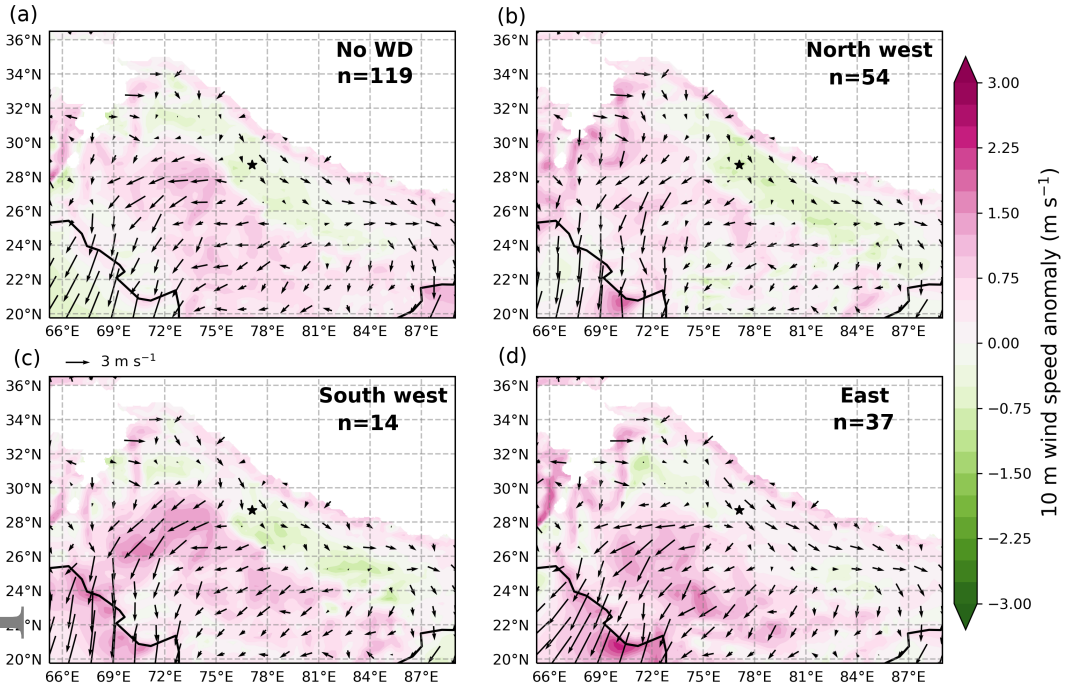 (a)
No WD
n=119
36°N
34°N
32°N
30°N
28°N
26°N
24°N
22°N
20°N
66°E 69°E 72°E 75°E 78°E 81°E 84°E 87°E
(b)
North west
n=54
36°N
34°N
32°N
30°N
28°N
26°N
24°N
22°N
20°N
66°E 69°E 72°E 75°E 78°E 81°E 84°E 87°E
(c)
3 m s⁻¹
South west
n=14
36°N
34°N
32°N
30°N
28°N
26°N
24°N
22°N
20°N
66°E 69°E 72°E 75°E 78°E 81°E 84°E 87°E
(d)
East
n=37
36°N
34°N
32°N
30°N
28°N
26°N
24°N
22°N
20°N
66°E 69°E 72°E 75°E 78°E 81°E 84°E 87°E
3.00
2.25
1.50
0.75
0.00
−0.75
−1.50
−2.25
−3.00
10 m wind speed anomaly (m s⁻¹)